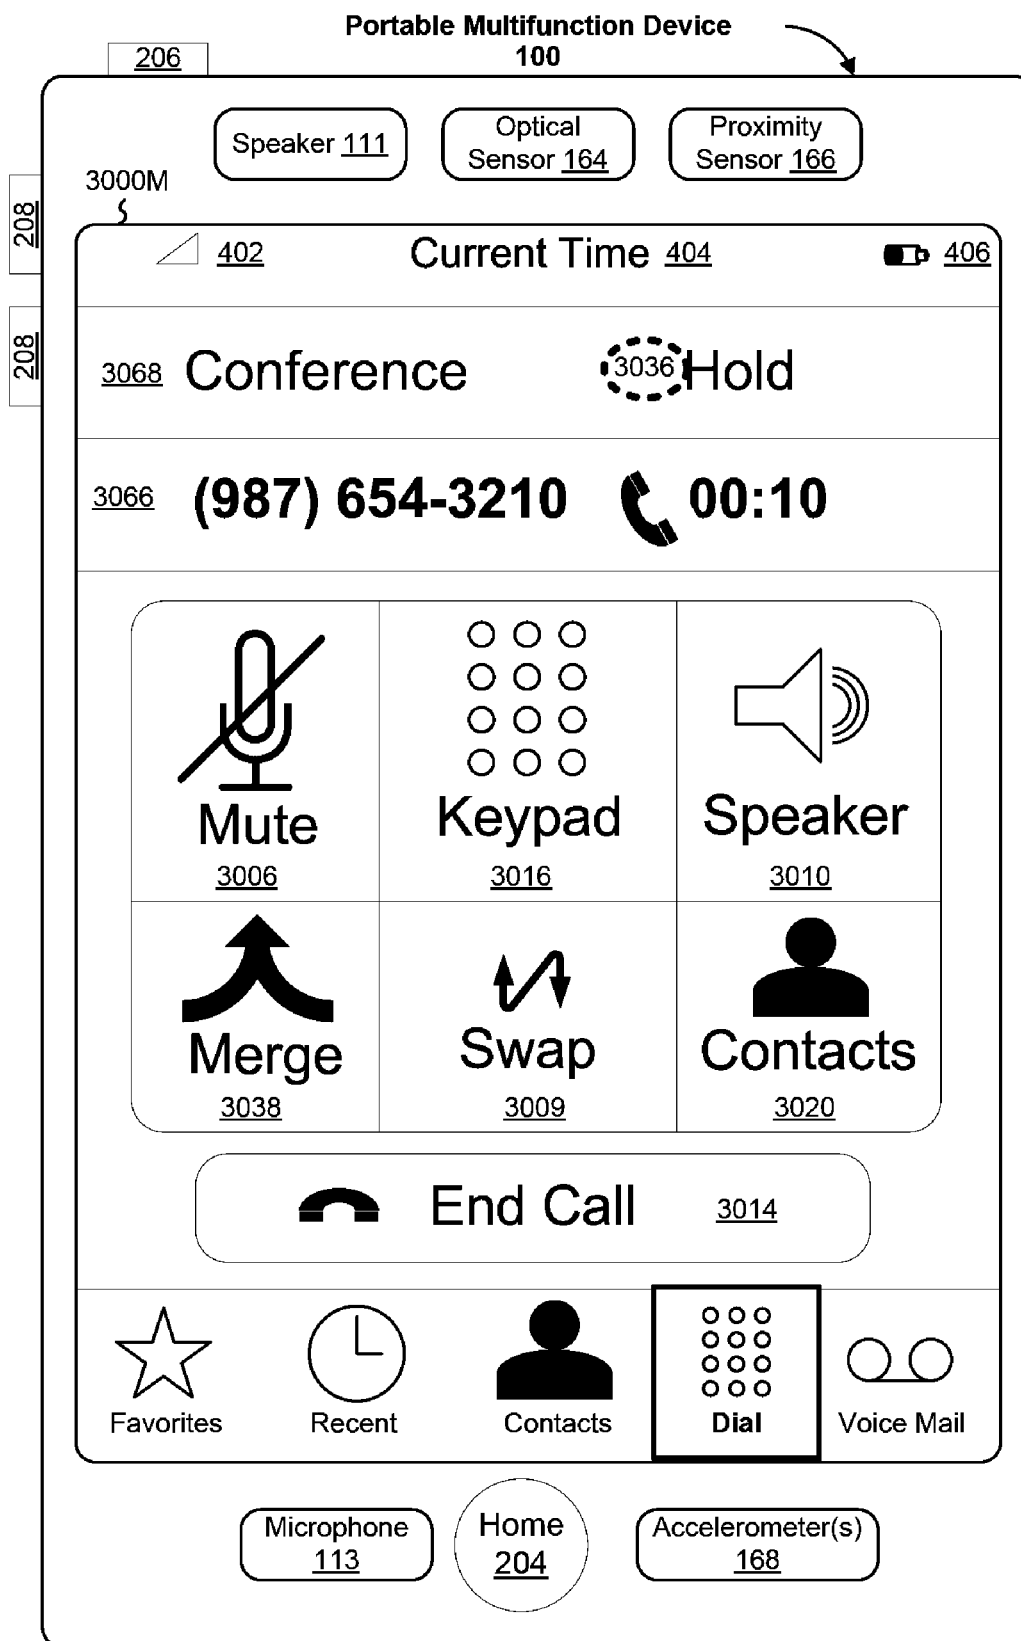 Portable Multifunction Device
100
206
Speaker 111
Optical
Sensor 164
Proximity
Sensor 166
208
208
3000M
402
Current Time 404
406
3068 Conference 3036 Hold
3066 (987) 654-3210 00:10
Mute
3006
Keypad
3016
Speaker
3010
Merge
3038
Swap
3009
Contacts
3020
End Call 3014
Favorites
Recent
Contacts
Dial
Voice Mail
Microphone
113
Home
204
Accelerometer(s)
168